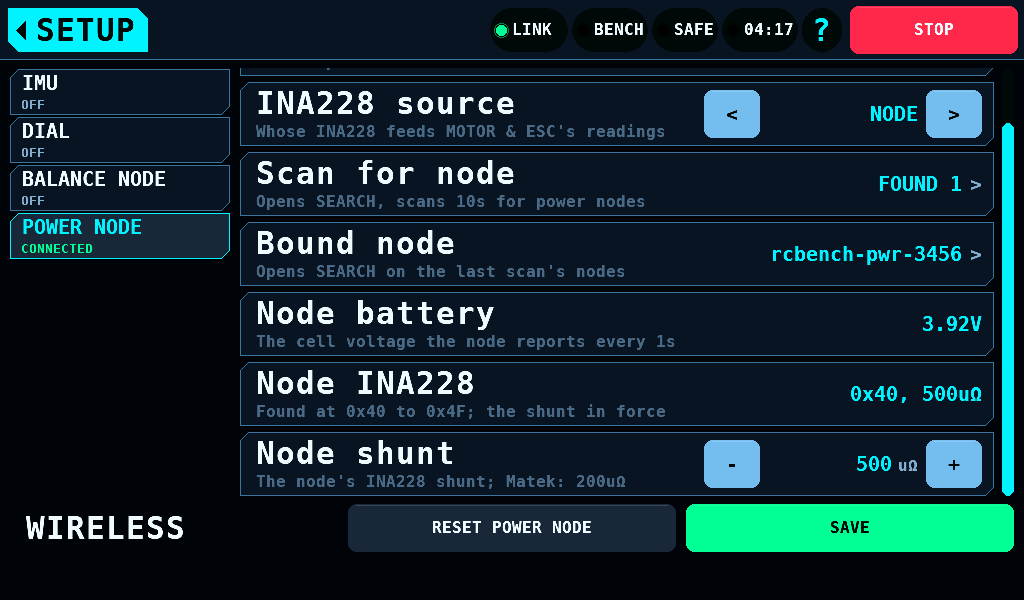 SETUP
LINK
BENCH
SAFE
04:17
?
STOP
IMU
OFF
DIAL
OFF
BALANCE NODE
OFF
POWER NODE
CONNECTED
INA228 source
Whose INA228 feeds MOTOR & ESC's readings
<
NODE
>
Scan for node
Opens SEARCH, scans 10s for power nodes
FOUND 1 >
Bound node
Opens SEARCH on the last scan's nodes
rcbench-pwr-3456 >
Node battery
The cell voltage the node reports every 1s
3.92V
Node INA228
Found at 0x40 to 0x4F; the shunt in force
0x40, 500uΩ
Node shunt
The node's INA228 shunt; Matek: 200uΩ
-
500 uΩ
+
WIRELESS
RESET POWER NODE
SAVE